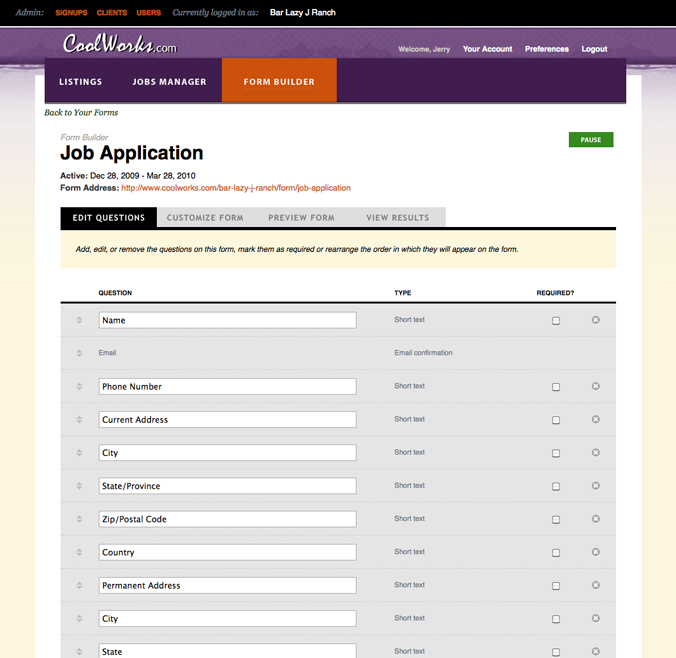 Admin: SIGNUPS CLIENTS USERS Currently logged in as: Bar Lazy J Ranch
CoolWorks.com
Welcome, Jerry Your Account Preferences Logout
LISTINGS JOBS MANAGER FORM BUILDER
Back to Your Forms
Form Builder
Job Application
PAUSE
Active: Dec 28, 2009 - Mar 28, 2010
Form Address: http://www.coolworks.com/bar-lazy-j-ranch/form/job-application
EDIT QUESTIONS CUSTOMIZE FORM PREVIEW FORM VIEW RESULTS
Add, edit, or remove the questions on this form, mark them as required or rearrange the order in which they will appear on the form.
QUESTION TYPE REQUIRED?
Name Short text
Email Email confirmation
Phone Number Short text
Current Address Short text
City Short text
State/Province Short text
Zip/Postal Code Short text
Country Short text
Permanent Address Short text
City Short text
State Short text